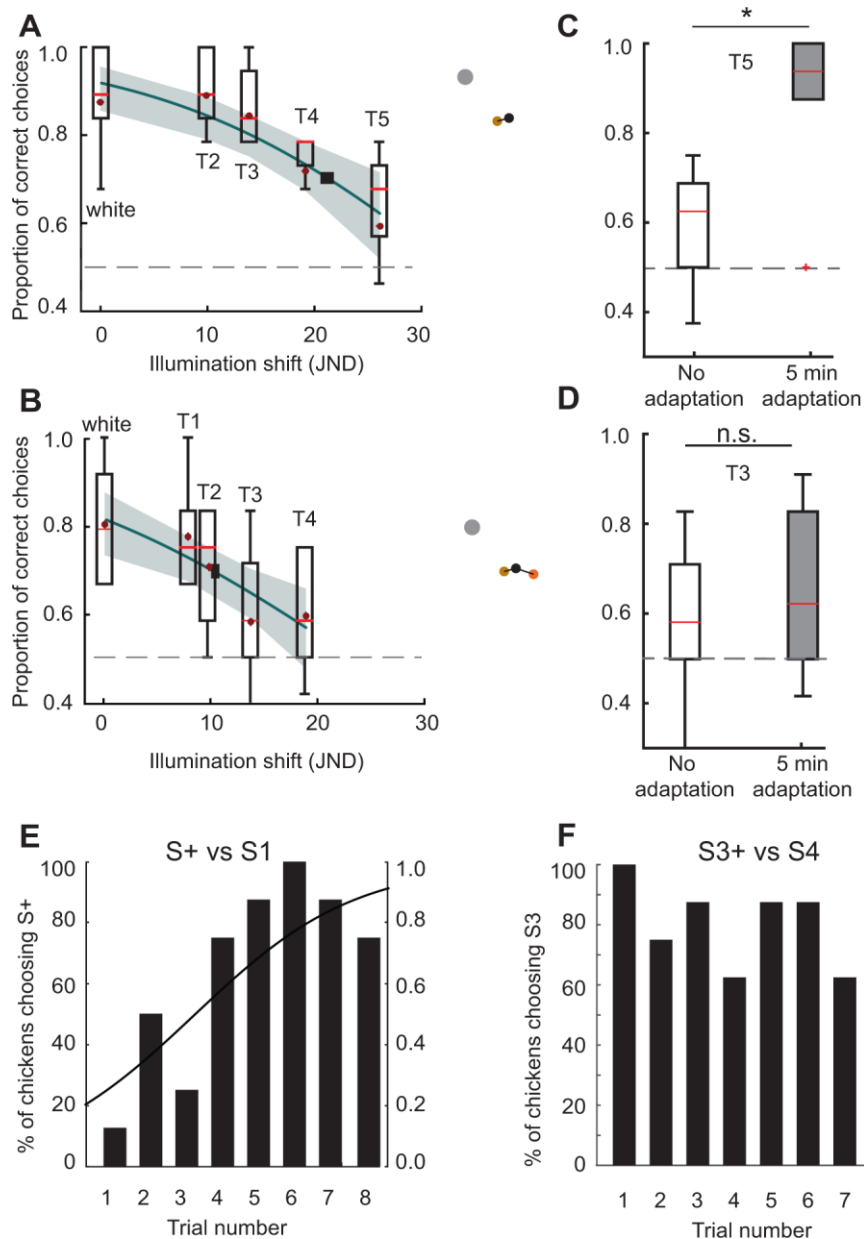 A
Proportion of correct choices
1.0
0.8
0.6
0.4
white
T2
T3
T4
T5
0
10
20
30
Illumination shift (JND)
C
*
T5
1.0
0.8
0.6
0.4
No
adaptation
5 min
adaptation
B
Proportion of correct choices
1.0
0.8
0.6
0.4
white
T1
T2
T3
T4
0
10
20
30
Illumination shift (JND)
D
n.s.
T3
1.0
0.8
0.6
0.4
No
adaptation
5 min
adaptation
E
S+ vs S1
% of chickens choosing S+
100
80
60
40
20
0
1.0
0.8
0.6
0.4
0.2
0.0
1 2 3 4 5 6 7 8
Trial number
F
S3+ vs S4
% of chickens choosing S3
100
80
60
40
20
0
1 2 3 4 5 6 7
Trial number